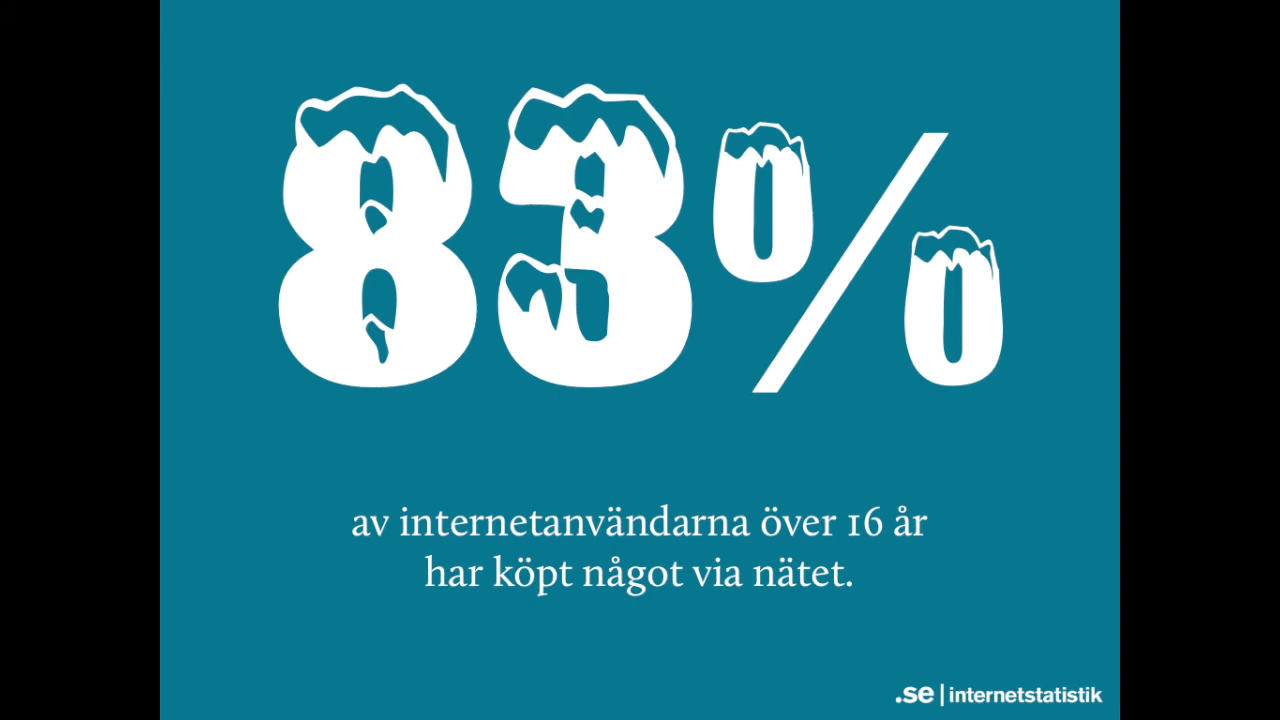 83%
av internetanvändarna över 16 år
har köpt något via nätet.
.se | internetstatistik